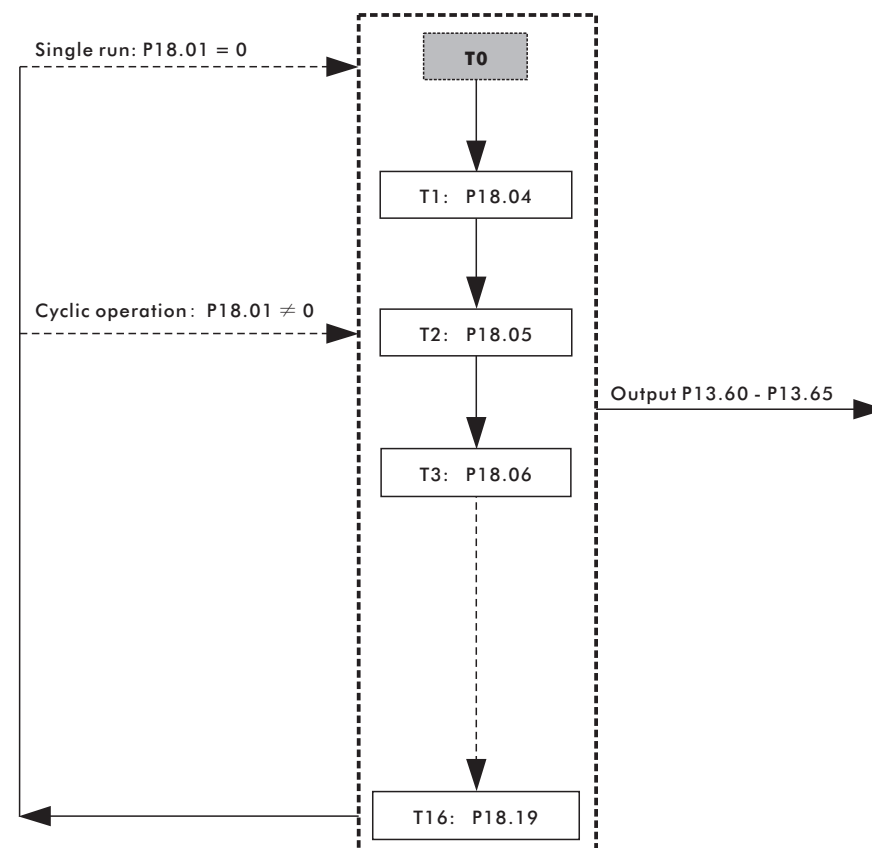 Single run: P18.01 = 0
T0
T1: P18.04
Cyclic operation: P18.01 ≠ 0
T2: P18.05
Output P13.60 - P13.65
T3: P18.06
T16: P18.19